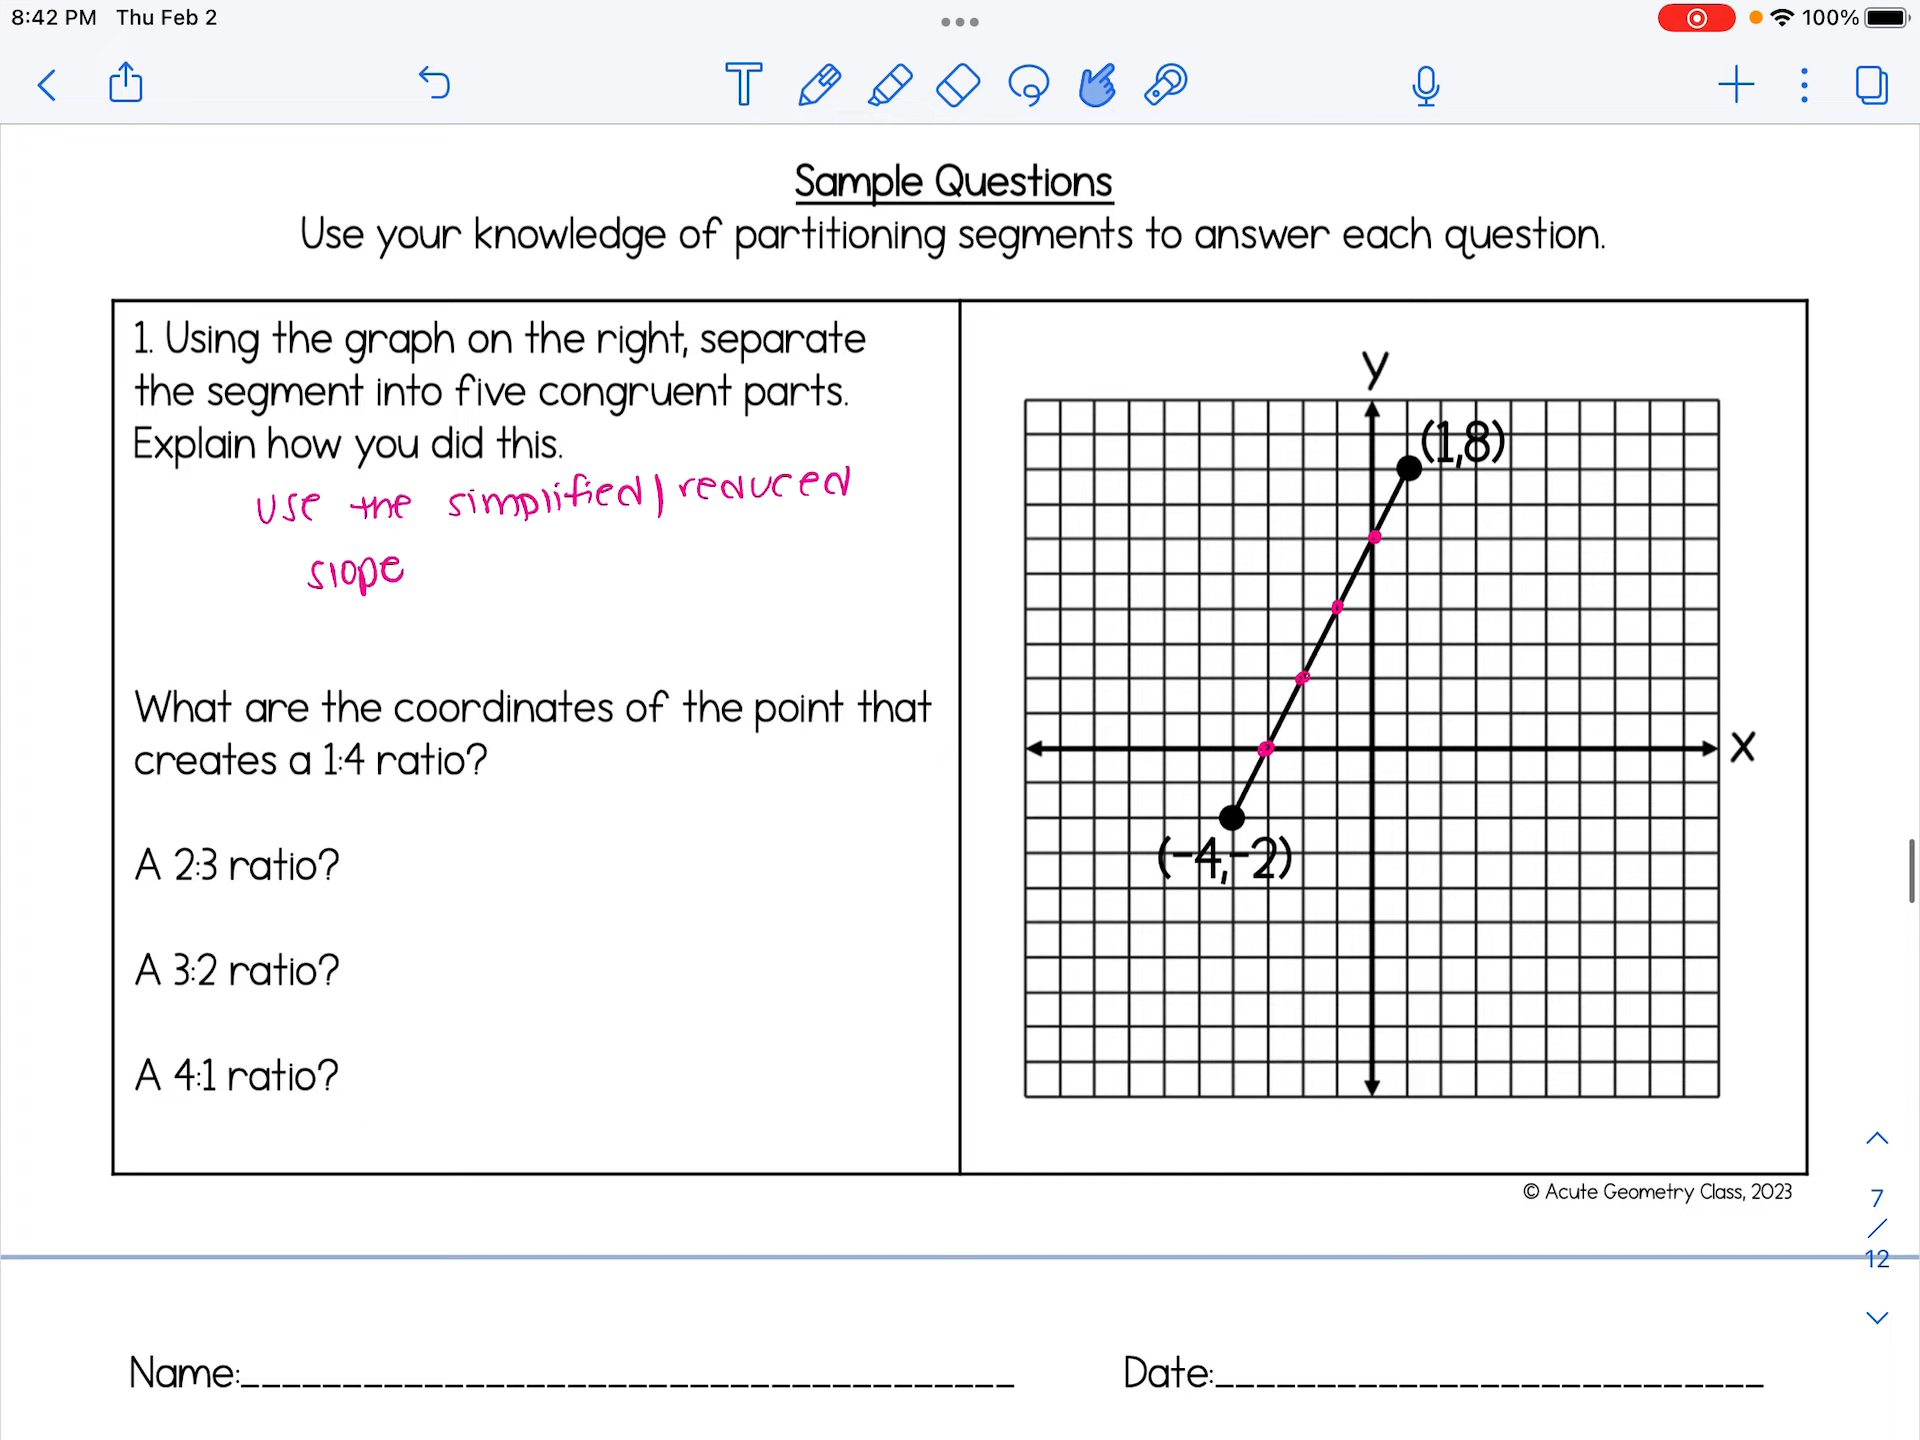 8:42 PM Thu Feb 2
100%
Sample Questions
Use your knowledge of partitioning segments to answer each question.
1. Using the graph on the right, separate
the segment into five congruent parts.
Explain how you did this.
use the simplified/reduced
slope
What are the coordinates of the point that
creates a 1:4 ratio?
A 2:3 ratio?
A 3:2 ratio?
A 4:1 ratio?
y
(1,8)
x
(-4,-2)
© Acute Geometry Class, 2023
7
/
12
Name:______________________________________
Date:___________________________